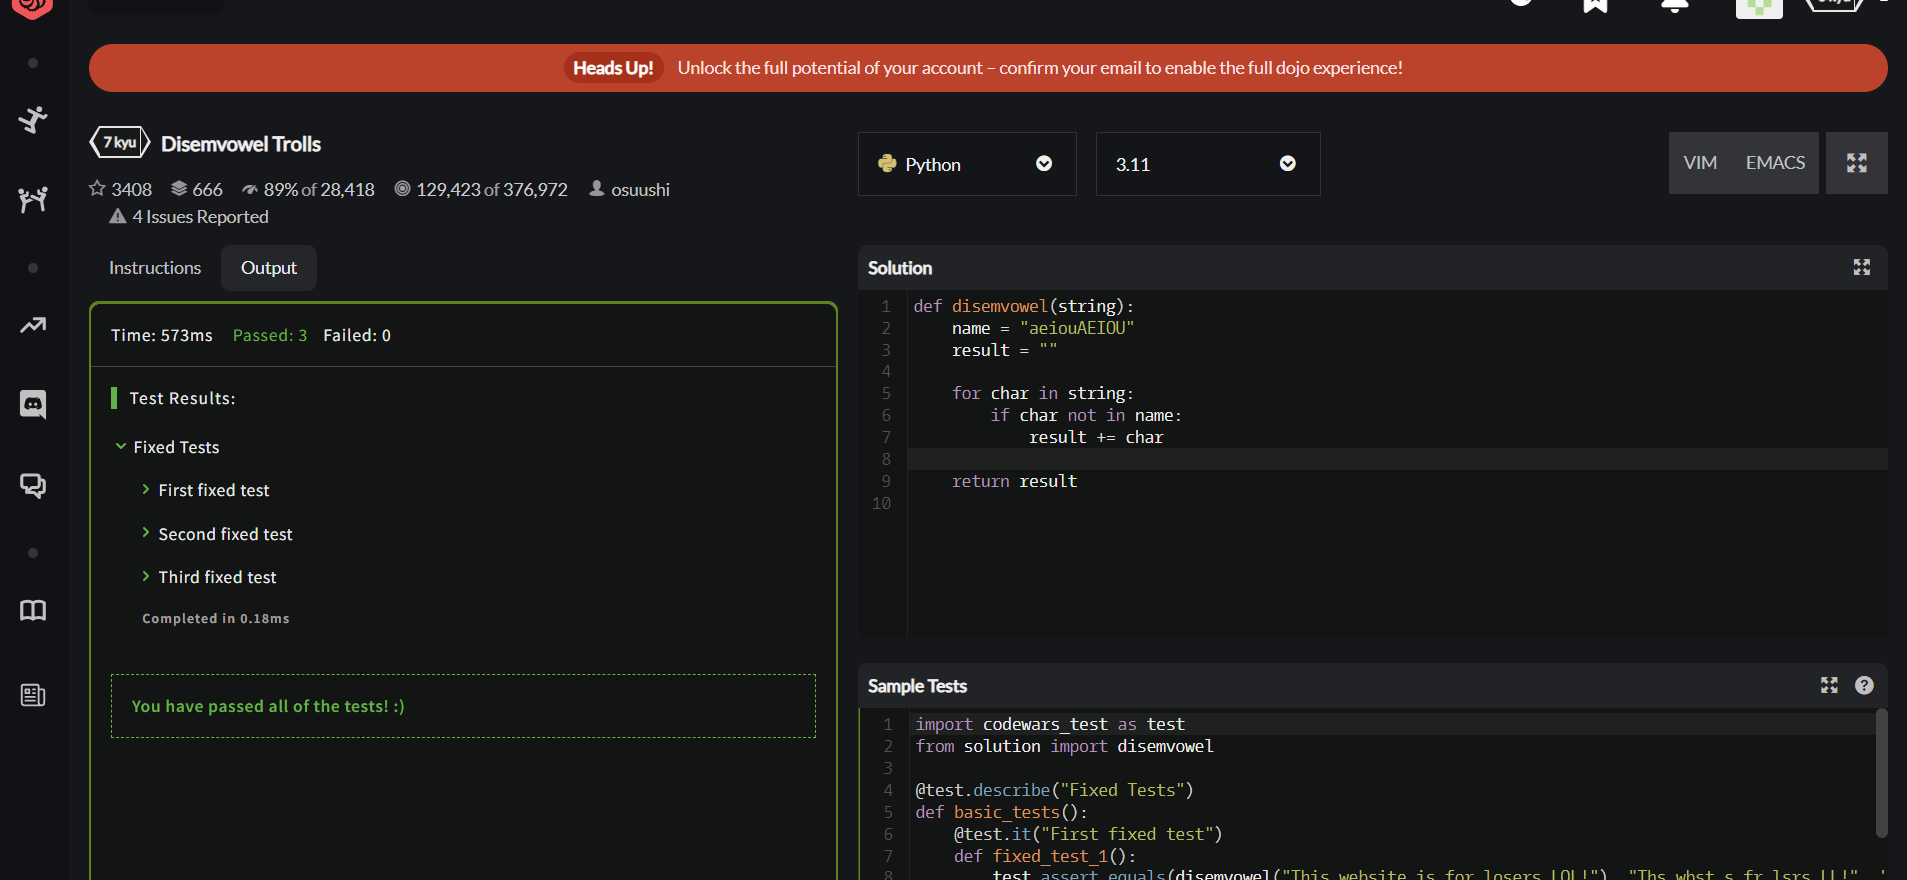 Heads Up! Unlock the full potential of your account – confirm your email to enable the full dojo experience!
7 kyu Disemvowel Trolls
3408 666 89% of 28,418 129,423 of 376,972 osuushi
4 Issues Reported
Python 3.11 VIM EMACS
Instructions Output
Time: 573ms Passed: 3 Failed: 0
Test Results:
Fixed Tests
First fixed test
Second fixed test
Third fixed test
Completed in 0.18ms
You have passed all of the tests! :)
Solution
1 def disemvowel(string):
2     name = "aeiouAEIOU"
3     result = ""
4
5     for char in string:
6         if char not in name:
7             result += char
8
9     return result
10
Sample Tests
1 import codewars_test as test
2 from solution import disemvowel
3
4 @test.describe("Fixed Tests")
5 def basic_tests():
6     @test.it("First fixed test")
7     def fixed_test_1():
8         test.assert_equals(disemvowel("This website is for losers LOL!"), "Ths wbst s fr lsrs LL!"